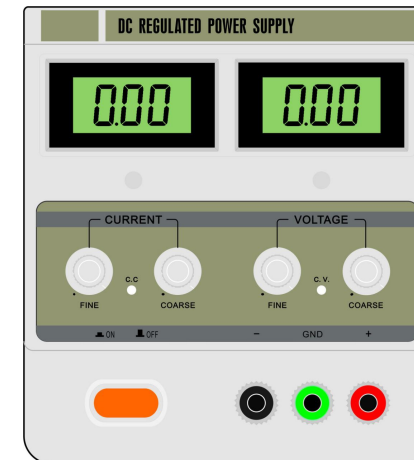 DC REGULATED POWER SUPPLY
0.00 0.00
CURRENT VOLTAGE
C.C C.V.
FINE COARSE FINE COARSE
ON OFF − GND +